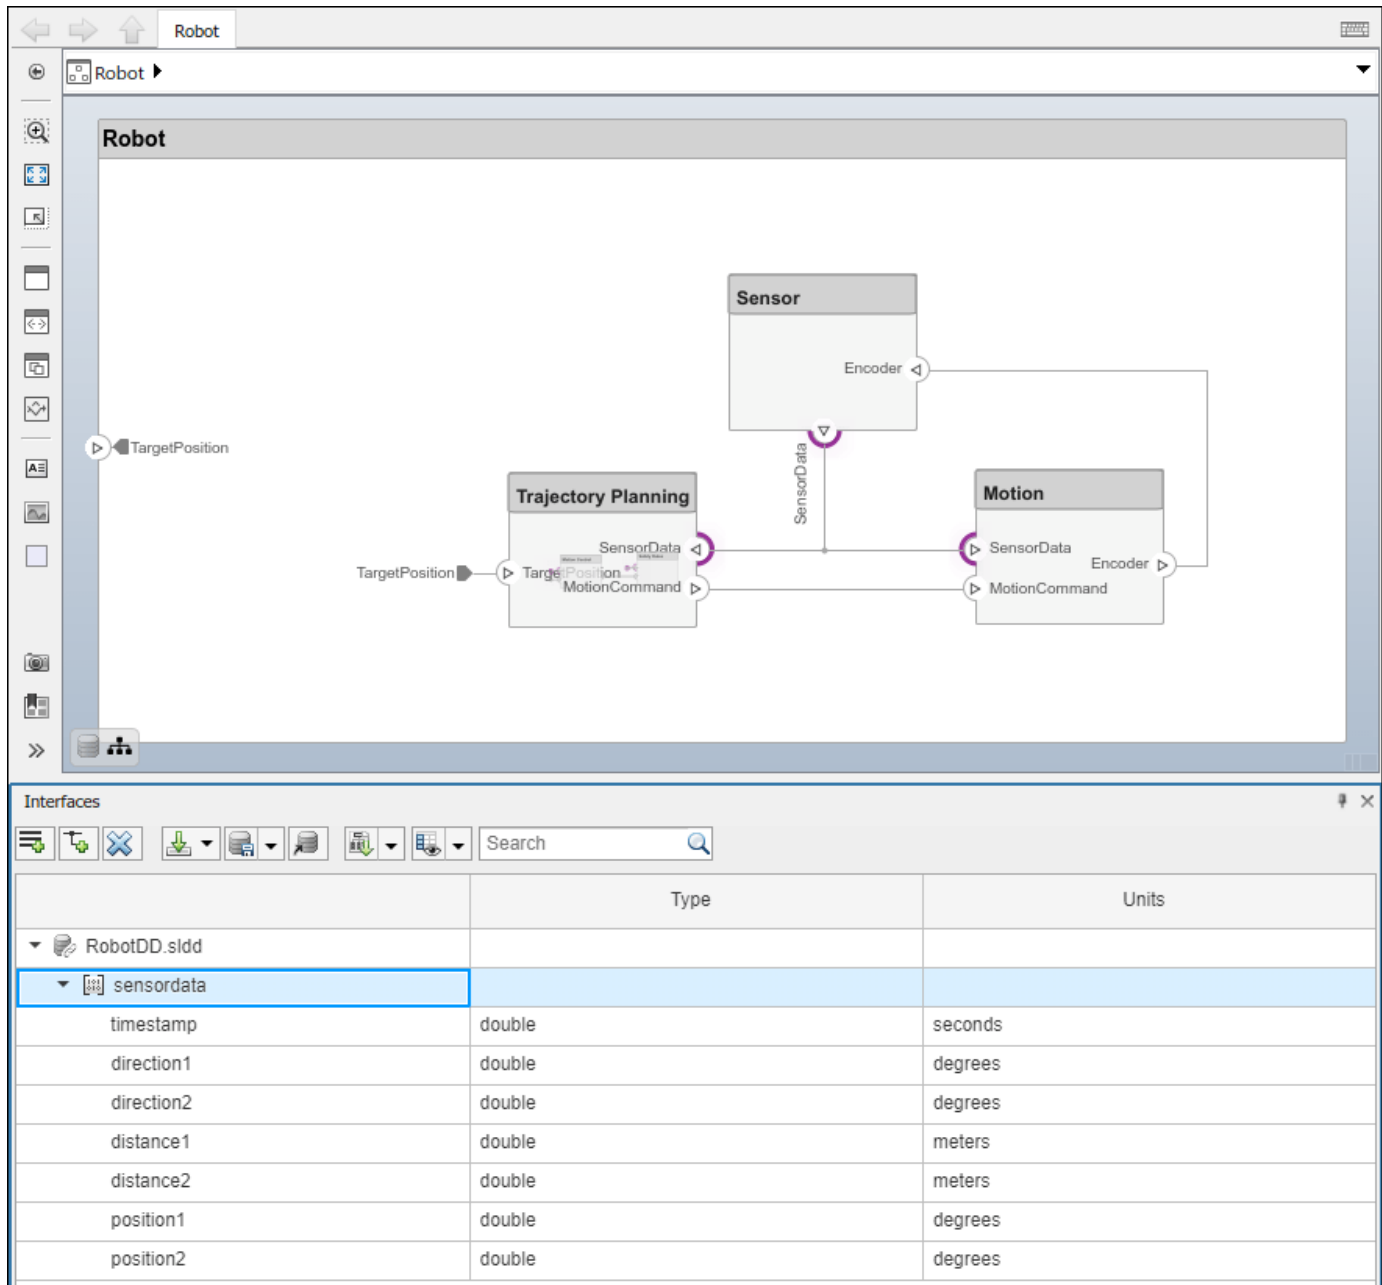 Robot
Robot
Robot
Sensor
Encoder
SensorData
TargetPosition
Trajectory Planning
SensorData
TargetPosition
TargetPosition
MotionCommand
Motion
SensorData
Encoder
MotionCommand
Interfaces
Search
Type Units
RobotDD.sldd
sensordata
timestamp double seconds
direction1 double degrees
direction2 double degrees
distance1 double meters
distance2 double meters
position1 double degrees
position2 double degrees